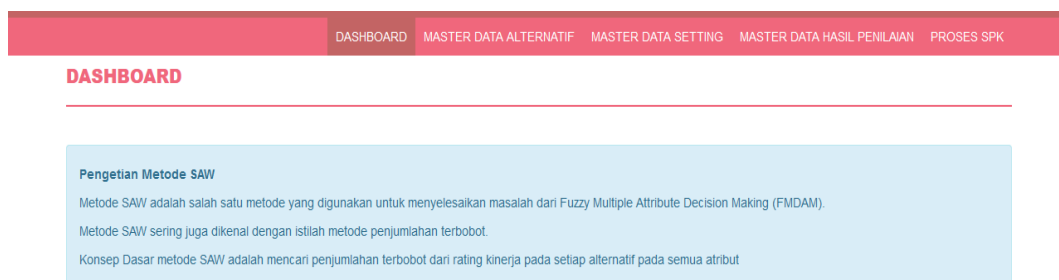 DASHBOARD MASTER DATA ALTERNATIF MASTER DATA SETTING MASTER DATA HASIL PENILAIAN PROSES SPK
DASHBOARD
Pengetian Metode SAW
Metode SAW adalah salah satu metode yang digunakan untuk menyelesaikan masalah dari Fuzzy Multiple Attribute Decision Making (FMDAM).
Metode SAW sering juga dikenal dengan istilah metode penjumlahan terbobot.
Konsep Dasar metode SAW adalah mencari penjumlahan terbobot dari rating kinerja pada setiap alternatif pada semua atribut